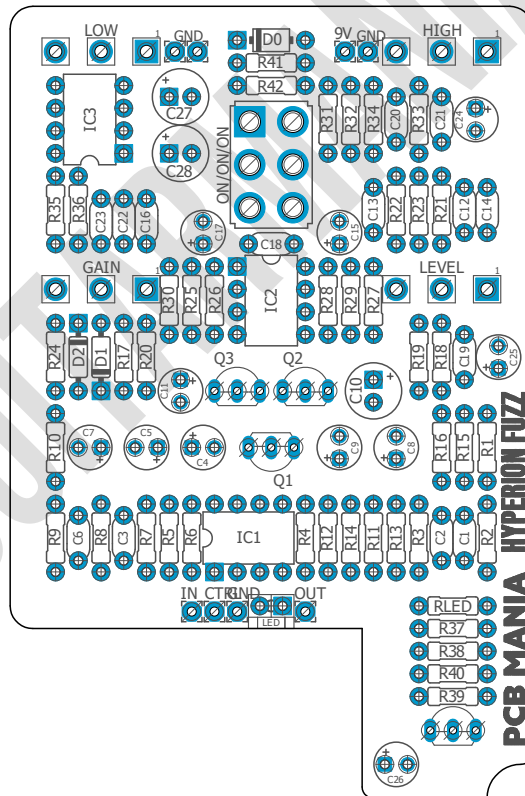 LOW 1 GND 9V GND HIGH 1
D0
R41
R42
IC3
C27
C28
ON/ON/ON
R31 R32 R34 C20 R33 C21 C24
R35 R36 C23 C22 C16
C17 C18 C15
C13 R22 R23 R21 C12 C14
GAIN 1 LEVEL 1
R25 R26 IC2 R28 R29 R27
R24 D2 D1 R17 R20
Q3 Q2
C11 C10
R19 R18 C19 C25
R10 C7 C5 C4 Q1 C9 C8 R16 R15 R1
R9 C6 R8 C3 R7 R5 R6 IC1 R4 R12 R14 R11 R13 R3 C2 C1 R2
IN CTRL GND OUT
LED
RLED
R37
R38
R40
R39
C26
PCB MANIA HYPERION FUZZ